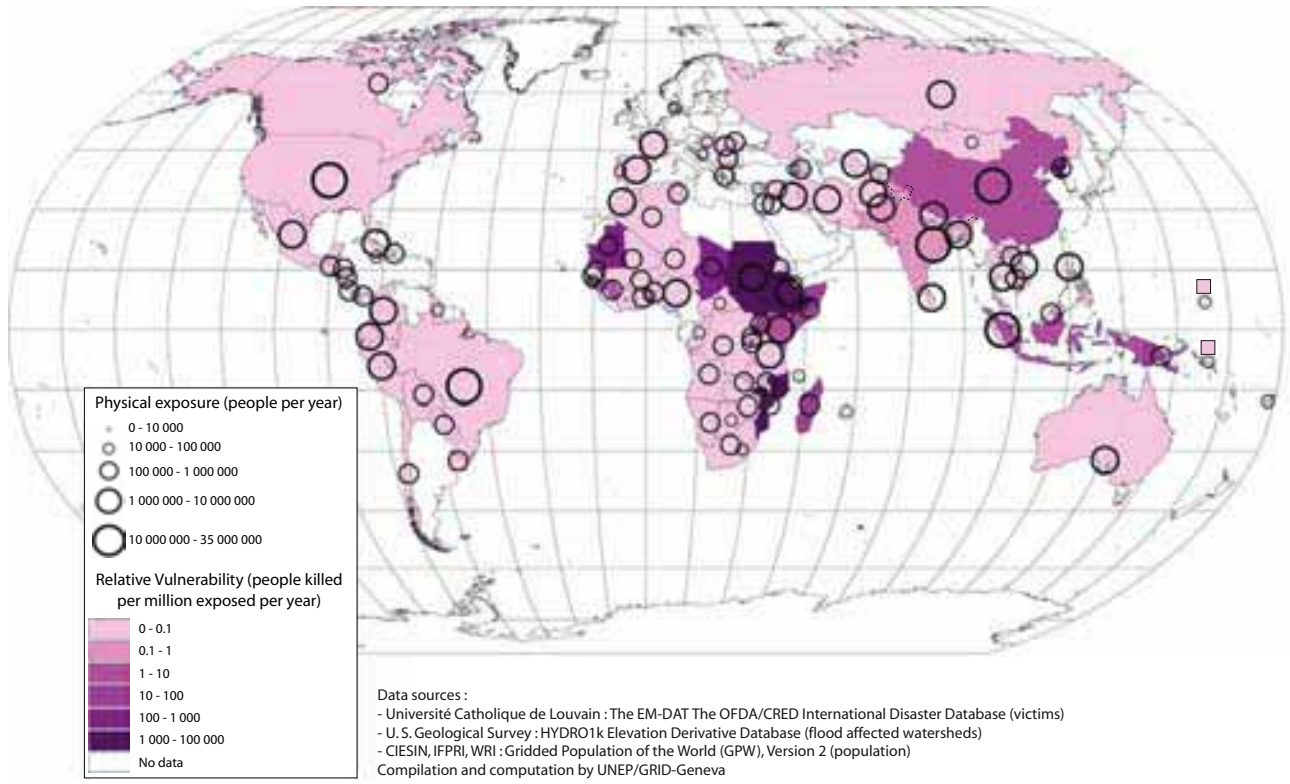 Physical exposure (people per year)
0 - 10 000
10 000 - 100 000
100 000 - 1 000 000
1 000 000 - 10 000 000
10 000 000 - 35 000 000
Relative Vulnerability (people killed
per million exposed per year)
0 - 0.1
0.1 - 1
1 - 10
10 - 100
100 - 1 000
1 000 - 100 000
No data
Data sources :
- Université Catholique de Louvain : The EM-DAT The OFDA/CRED International Disaster Database (victims)
- U. S. Geological Survey : HYDRO1k Elevation Derivative Database (flood affected watersheds)
- CIESIN, IFPRI, WRI : Gridded Population of the World (GPW), Version 2 (population)
Compilation and computation by UNEP/GRID-Geneva